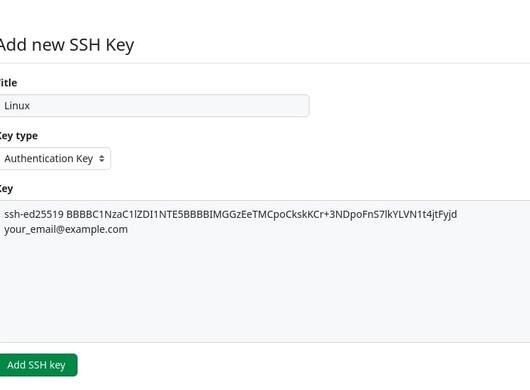 Add new SSH Key
Title
Linux
Key type
Authentication Key
Key
ssh-ed25519 BBBBC1NzaC1lZDI1NTE5BBBBIMGGzEeTMCpoCkskKCr+3NDpoFnS7lkYLVN1t4jtFyjd
your_email@example.com
Add SSH key